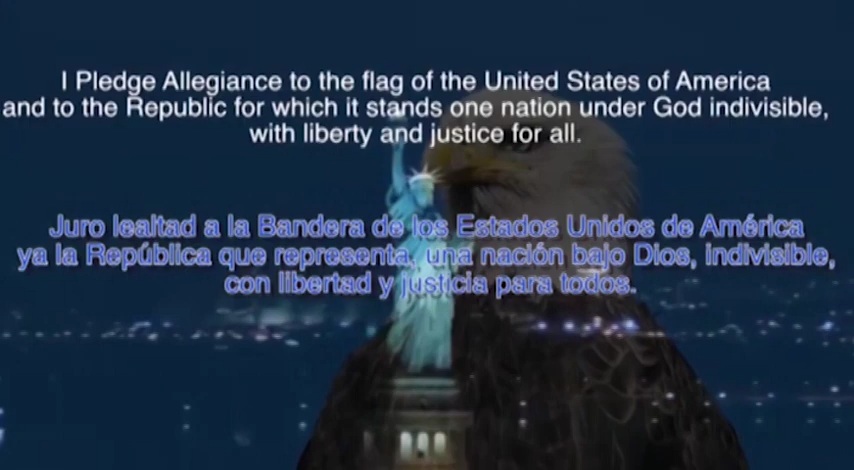 I Pledge Allegiance to the flag of the United States of America
and to the Republic for which it stands one nation under God indivisible,
with liberty and justice for all.
Juro lealtad a la Bandera de los Estados Unidos de América
ya la República que representa, una nación bajo Dios, indivisible,
con libertad y justicia para todos.